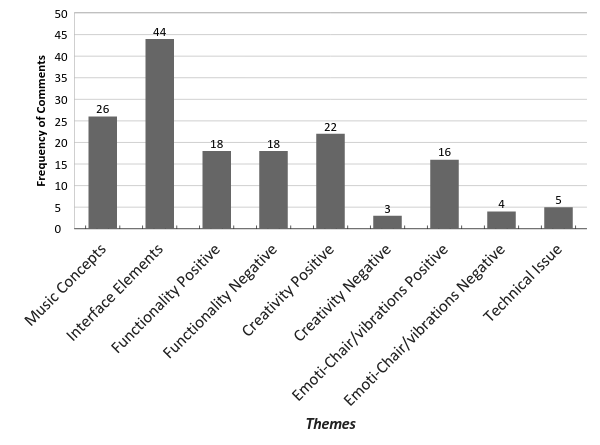 Frequency of Comments
50
45
40
35
30
25
20
15
10
5
0
26
44
18
18
22
3
16
4
5
Music Concepts
Interface Elements
Functionality Positive
Functionality Negative
Creativity Positive
Creativity Negative
Emoti-Chair/vibrations Positive
Emoti-Chair/vibrations Negative
Technical Issue
Themes